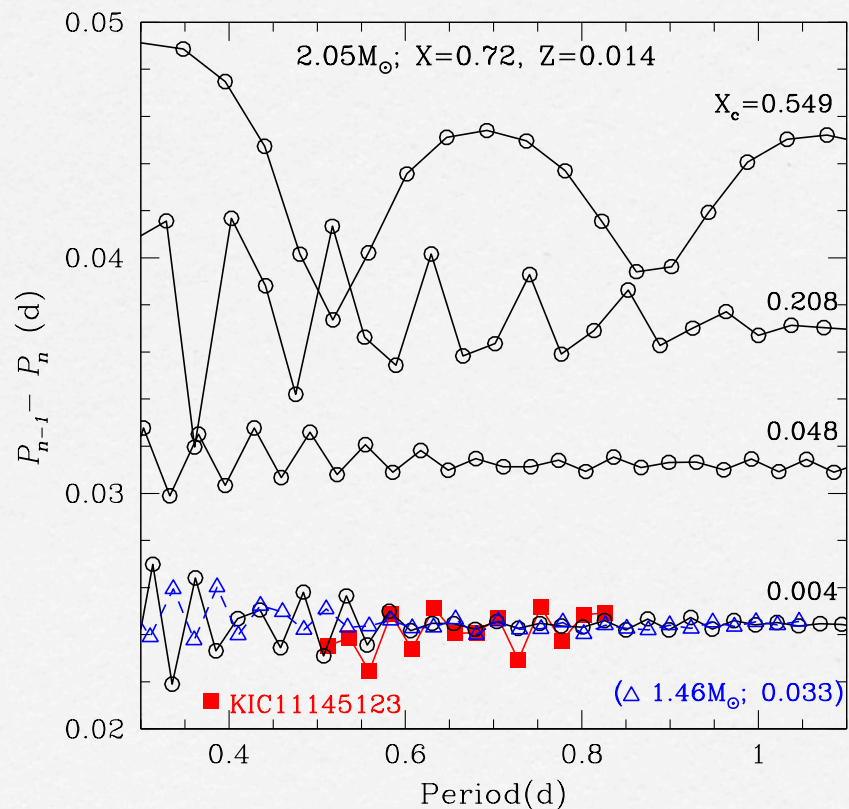 0.05
2.05M☉; X=0.72, Z=0.014
X_c=0.549
0.04
0.208
P_{n-1} − P_n (d)
0.048
0.03
0.004
KIC11145123
(△ 1.46M☉; 0.033)
0.02
0.4 0.6 0.8 1
Period(d)